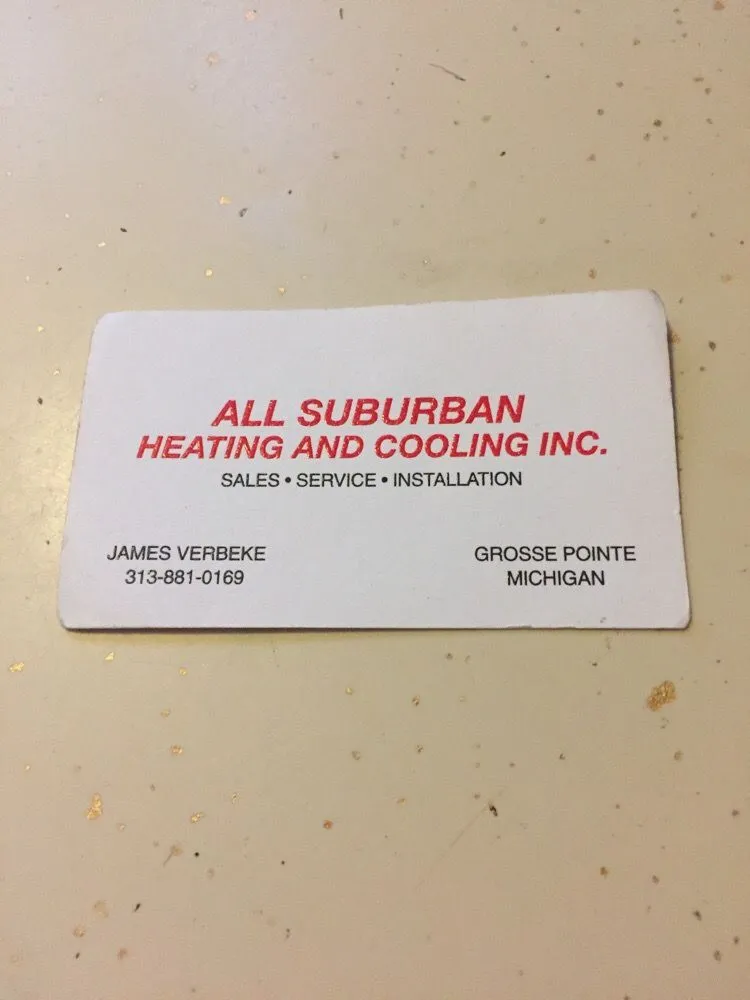 ALL SUBURBAN
HEATING AND COOLING INC.
SALES • SERVICE • INSTALLATION
JAMES VERBEKE
313-881-0169
GROSSE POINTE
MICHIGAN